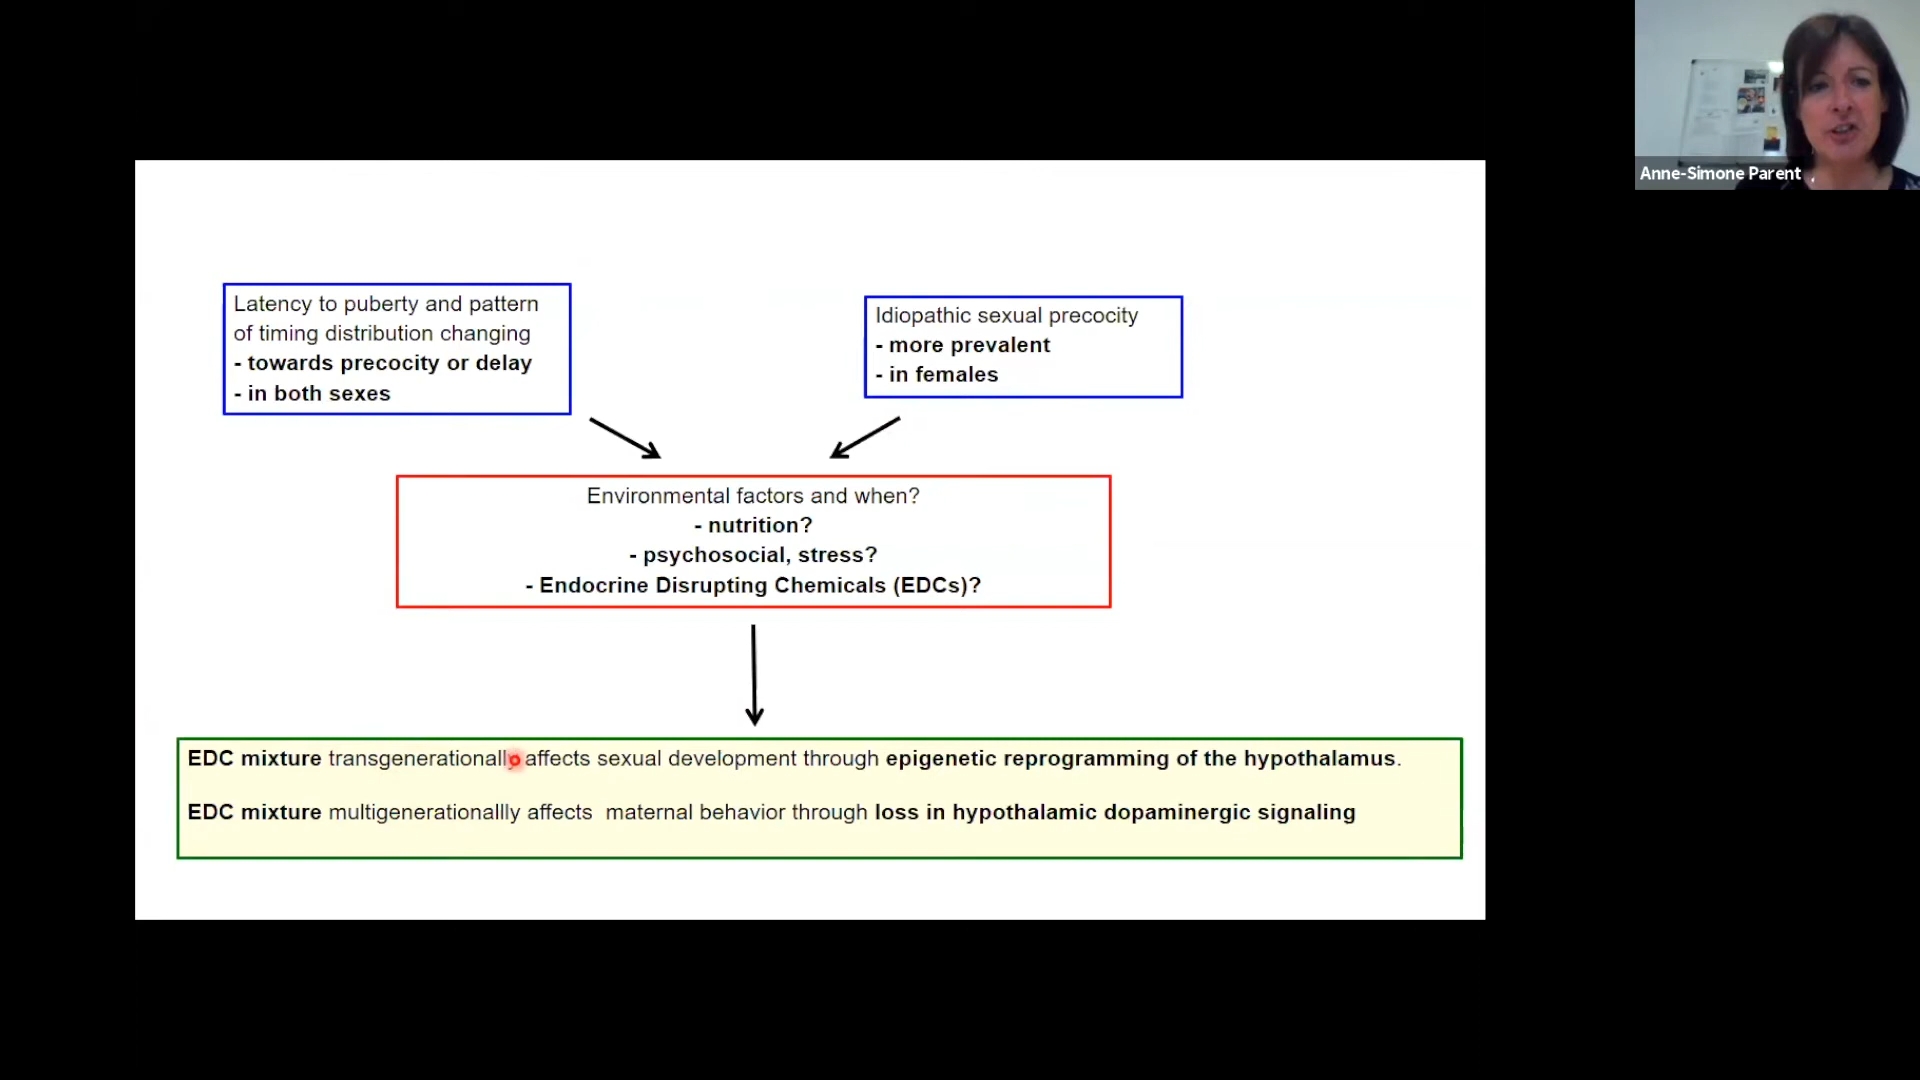 Anne-Simone Parent
Latency to puberty and pattern
of timing distribution changing
- towards precocity or delay
- in both sexes
Idiopathic sexual precocity
- more prevalent
- in females
Environmental factors and when?
- nutrition?
- psychosocial, stress?
- Endocrine Disrupting Chemicals (EDCs)?
EDC mixture transgenerationally affects sexual development through epigenetic reprogramming of the hypothalamus.
EDC mixture multigenerationallly affects maternal behavior through loss in hypothalamic dopaminergic signaling